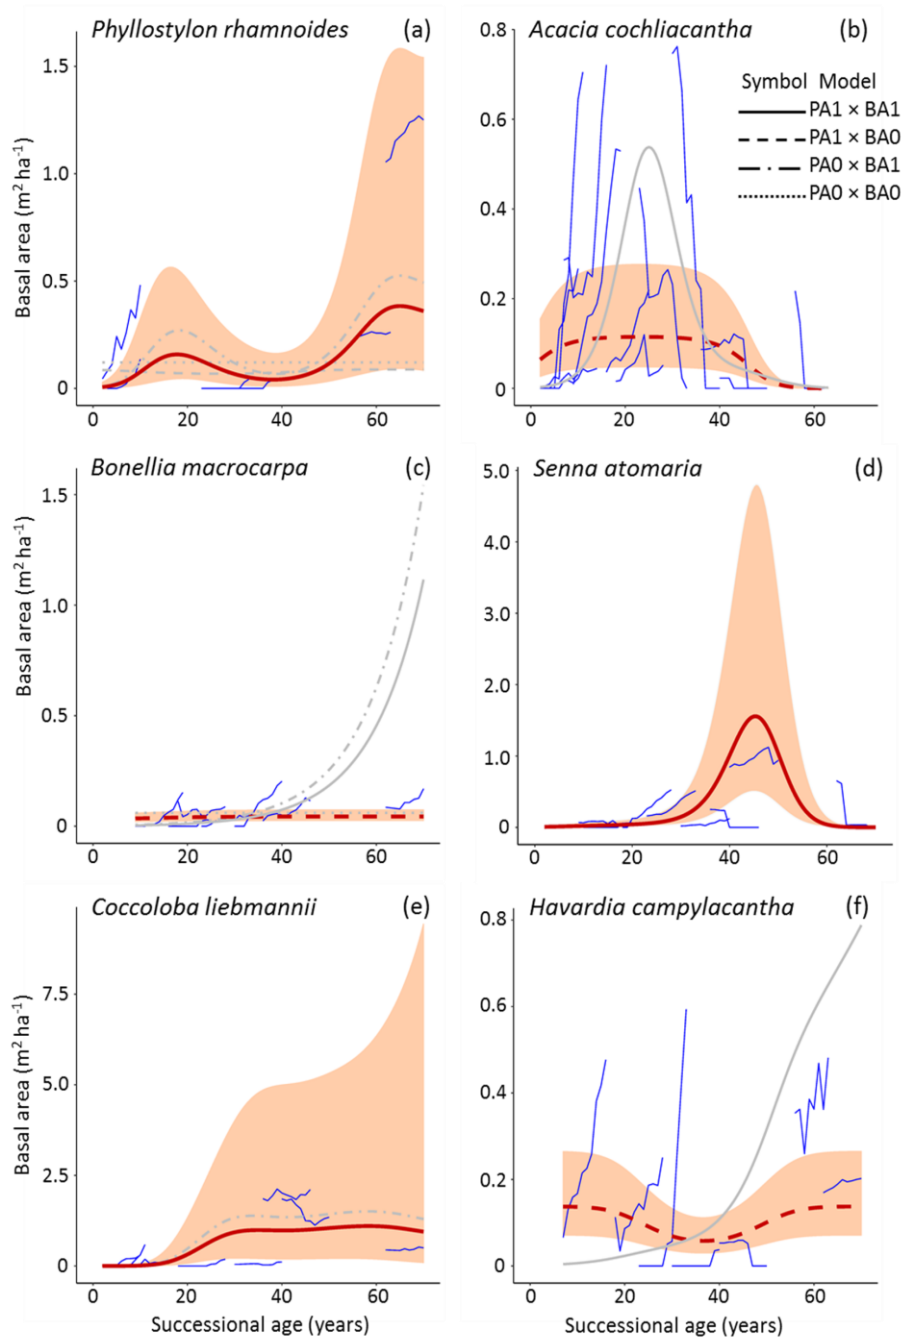 Phyllostylon rhamnoides (a)
Acacia cochliacantha (b)
Symbol Model
PA1 × BA1
PA1 × BA0
PA0 × BA1
PA0 × BA0
Basal area (m² ha⁻¹)
1.5
1.0
0.5
0
0 20 40 60
0.8
0.6
0.4
0.2
0
0 20 40 60
Bonellia macrocarpa (c)
Senna atomaria (d)
Basal area (m² ha⁻¹)
1.5
1.0
0.5
0
0 20 40 60
5.0
4.0
3.0
2.0
1.0
0
0 20 40 60
Coccoloba liebmannii (e)
Havardia campylacantha (f)
Basal area (m² ha⁻¹)
7.5
5.0
2.5
0
0 20 40 60
Successional age (years)
0.8
0.6
0.4
0.2
0
0 20 40 60
Successional age (years)